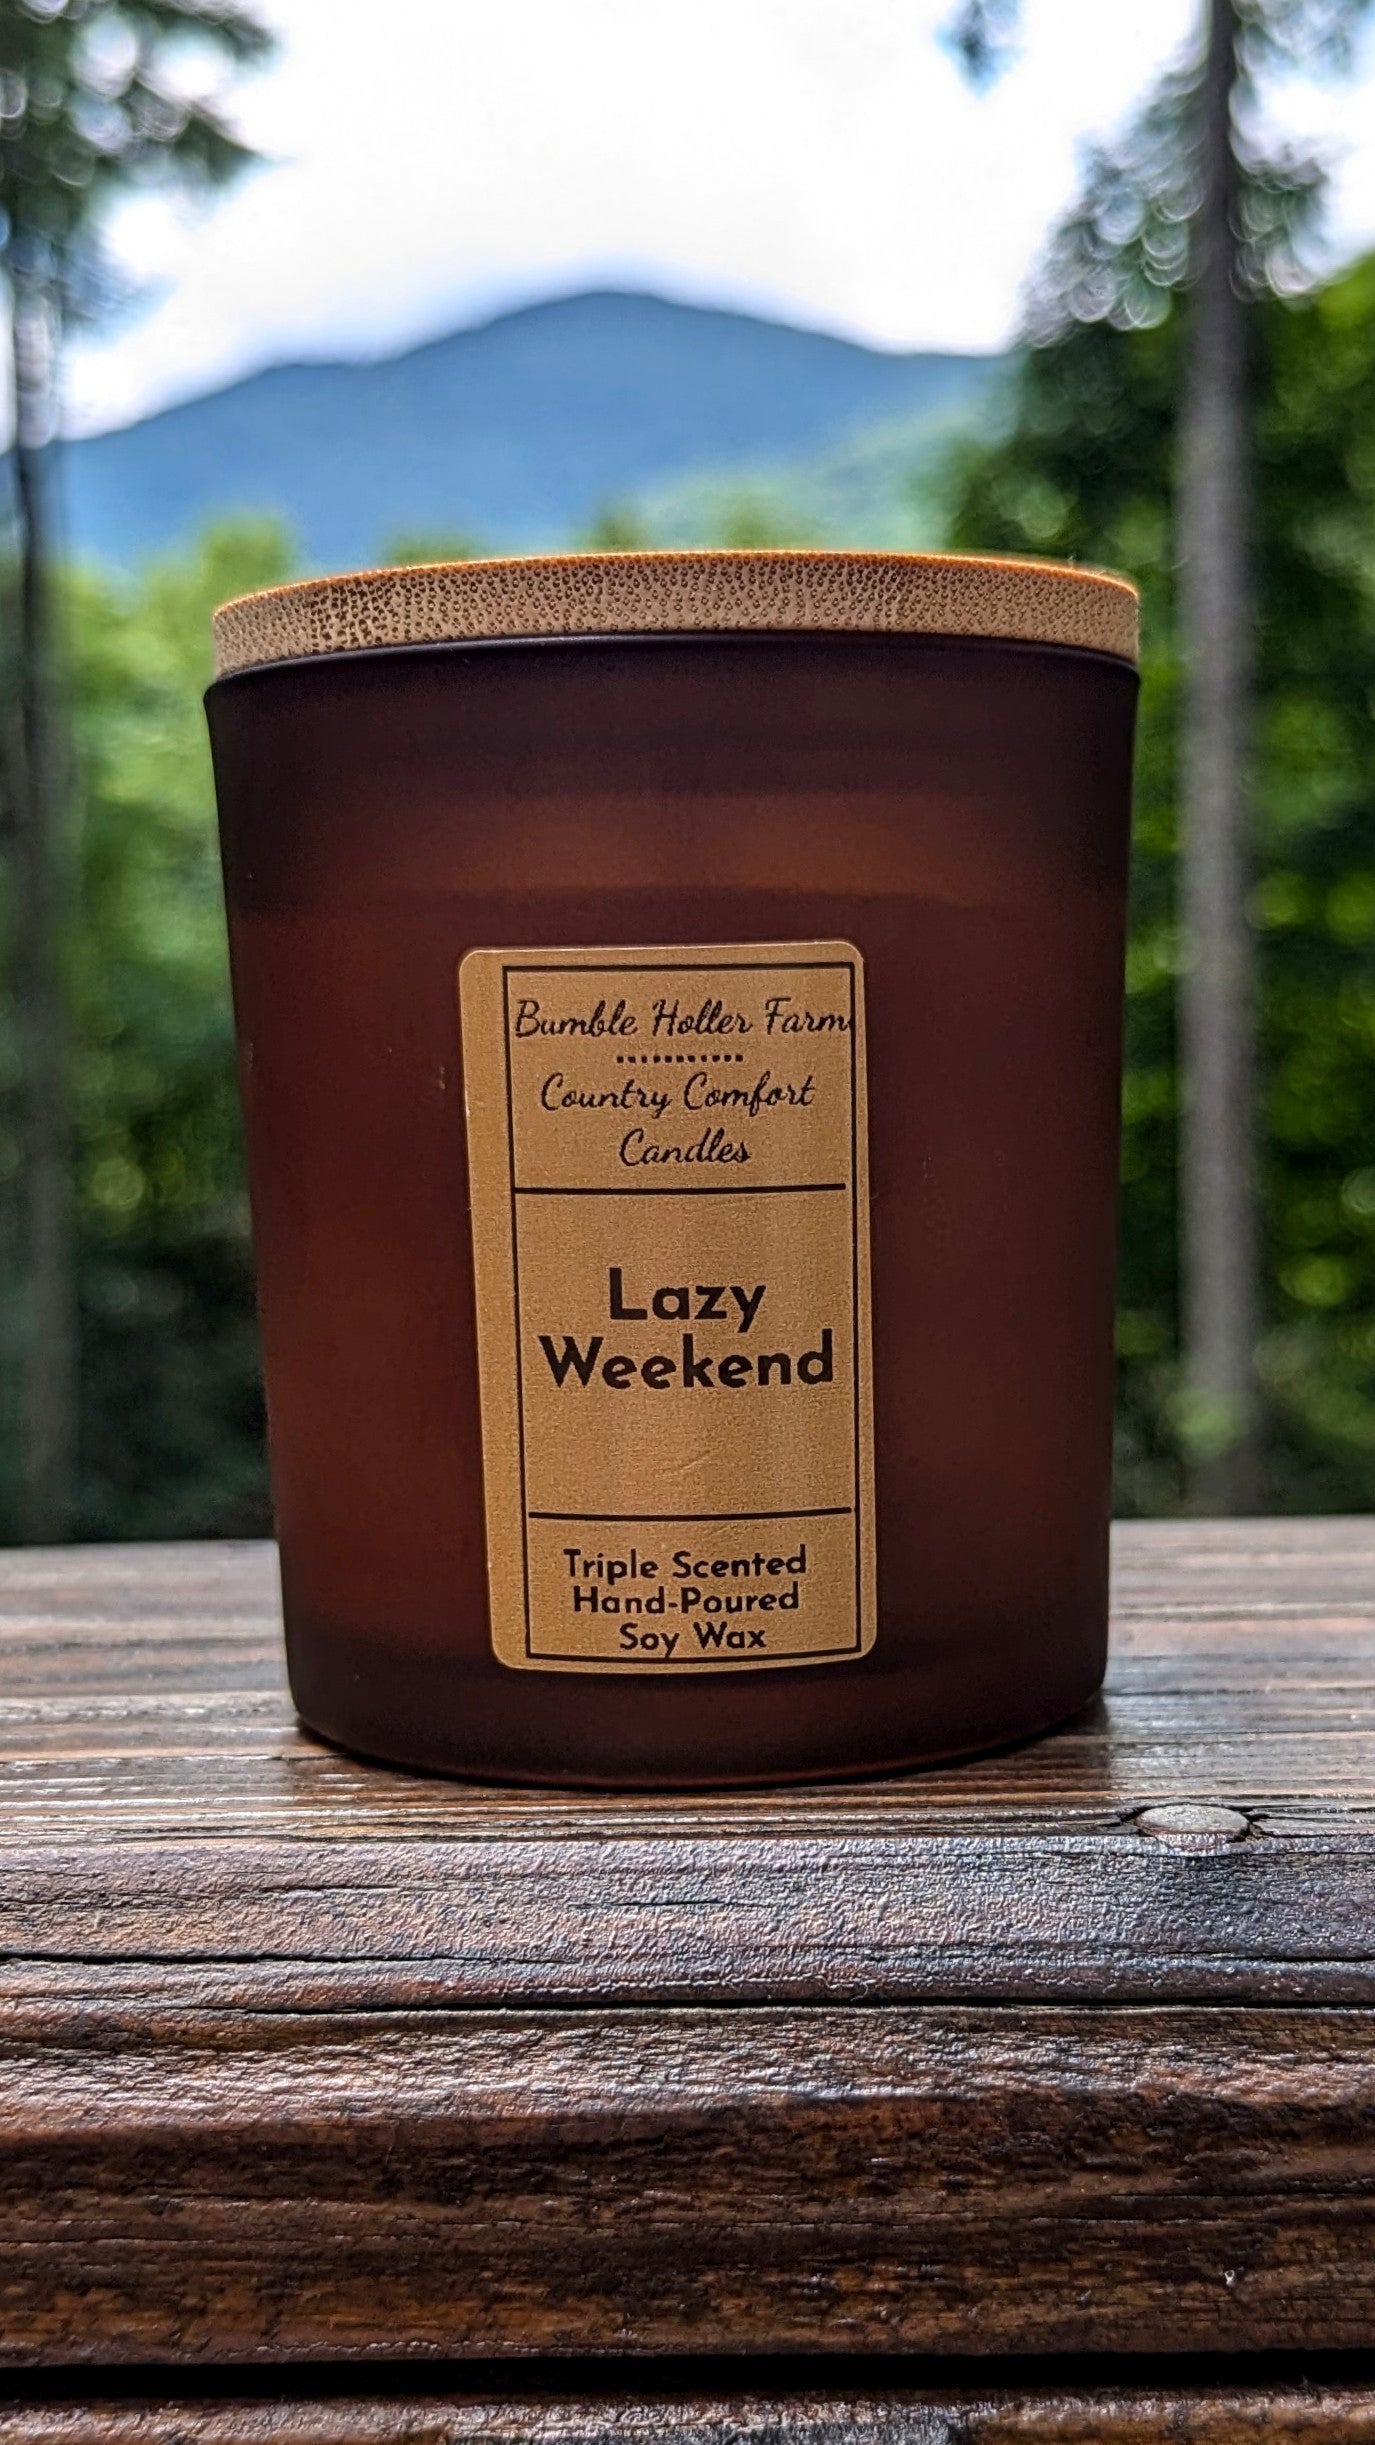 Bumble Holler Farm
Country Comfort
Candles
Lazy
Weekend
Triple Scented
Hand-Poured
Soy Wax